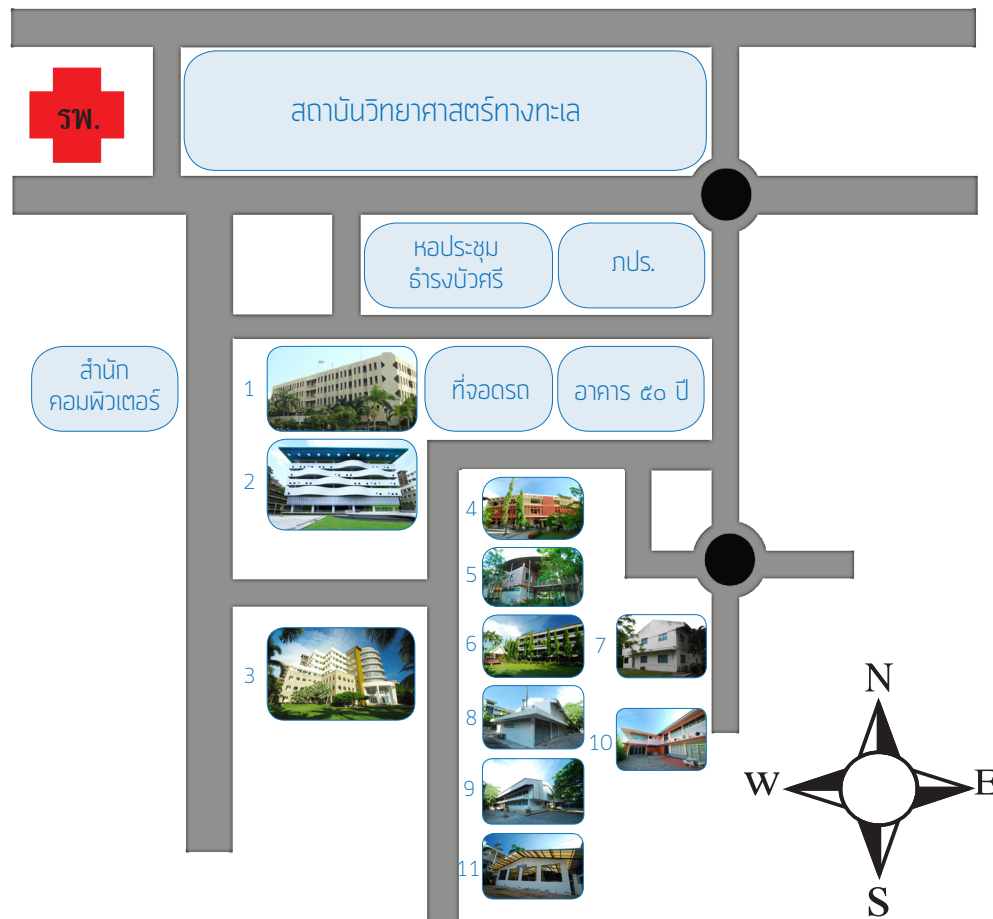 รพ.
สถาบันวิทยาศาสตร์ทางทะเล
หอประชุม
ธำรงบัวศรี
ภปร.
สำนัก
คอมพิวเตอร์
1
ที่จอดรถ
อาคาร ๕๐ ปี
2
4
5
6
7
3
8
10
9
11
N
W
E
S